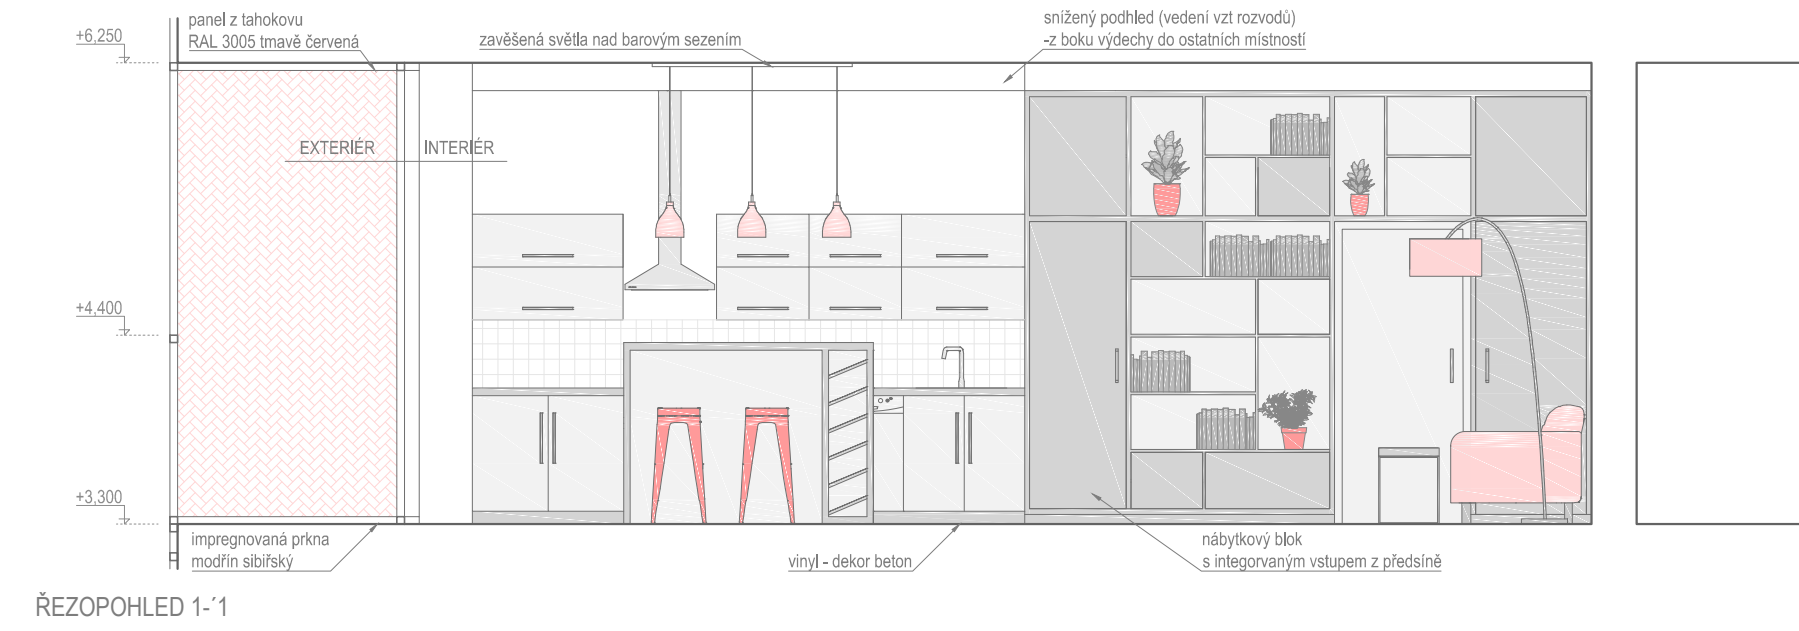 panel z tahokovu
RAL 3005 tmavě červená
+6,250
zavěšená světla nad barovým sezením
snížený podhled (vedení vzt rozvodů)
-z boku výdechy do ostatních místností
EXTERIÉR
INTERIÉR
+4,400
+3,300
impregnovaná prkna
modřín sibiřský
vinyl - dekor beton
nábytkový blok
s integorvaným vstupem z předsíně
ŘEZOPOHLED 1-´1